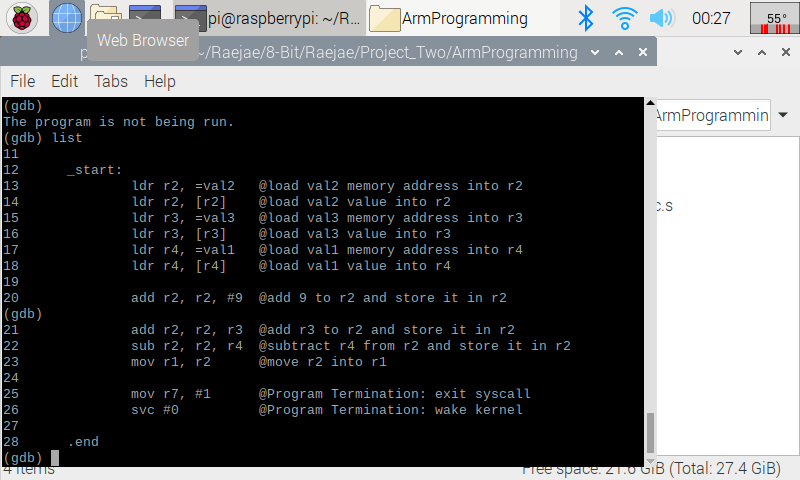 pi@raspberrypi: ~/R...
ArmProgramming
00:27
55°
Web Browser
~/Raejae/8-Bit/Raejae/Project_Two/ArmProgramming
File Edit Tabs Help
(gdb)
The program is not being run.
(gdb) list
11
12 _start:
13 ldr r2, =val2 @load val2 memory address into r2
14 ldr r2, [r2] @load val2 value into r2
15 ldr r3, =val3 @load val3 memory address into r3
16 ldr r3, [r3] @load val3 value into r3
17 ldr r4, =val1 @load val1 memory address into r4
18 ldr r4, [r4] @load val1 value into r4
19
20 add r2, r2, #9 @add 9 to r2 and store it in r2
(gdb)
21 add r2, r2, r3 @add r3 to r2 and store it in r2
22 sub r2, r2, r4 @subtract r4 from r2 and store it in r2
23 mov r1, r2 @move r2 into r1
24
25 mov r7, #1 @Program Termination: exit syscall
26 svc #0 @Program Termination: wake kernel
27
28 .end
(gdb)
ArmProgrammin
c.s
4 items
Free space: 21.6 GiB (Total: 27.4 GiB)